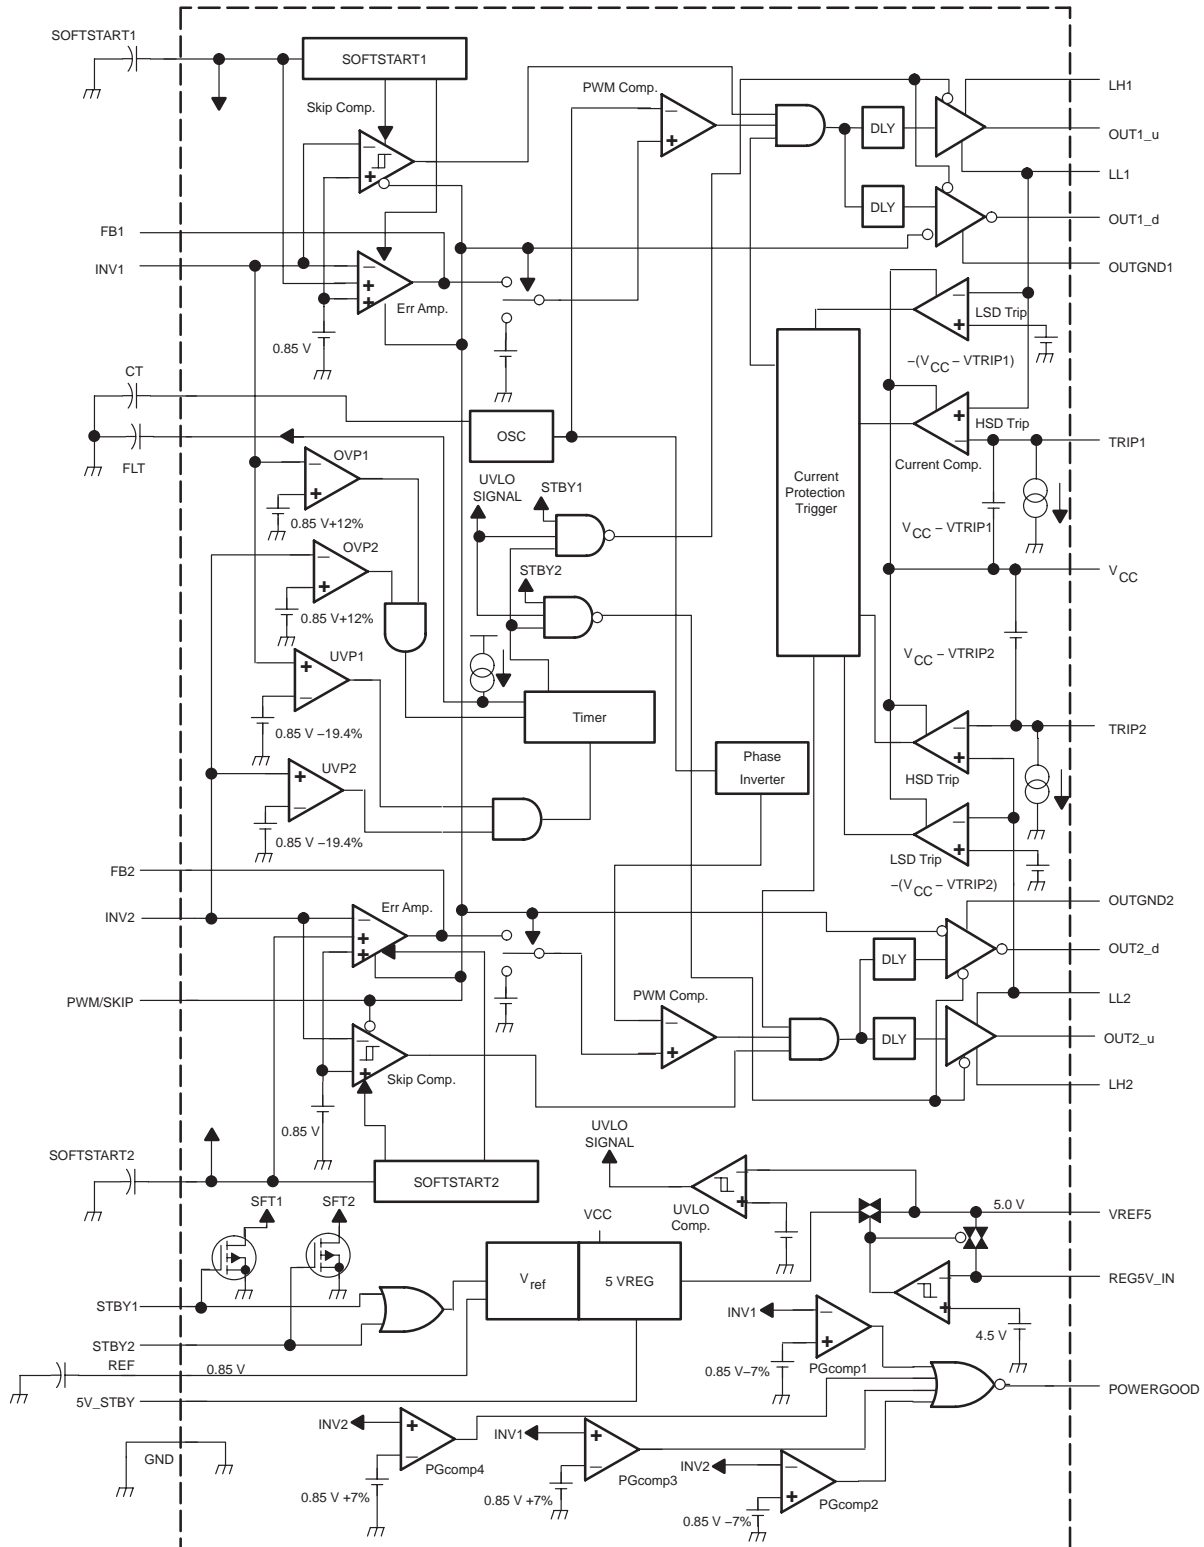 SOFTSTART1
SOFTSTART1
Skip Comp.
PWM Comp.
LH1
DLY
OUT1_u
LL1
DLY
OUT1_d
FB1
OUTGND1
INV1
Err Amp.
LSD Trip
0.85 V
–(VCC – VTRIP1)
CT
HSD Trip
OSC
TRIP1
FLT
OVP1
Current Comp.
UVLO
SIGNAL
STBY1
Current
Protection
Trigger
0.85 V+12%
VCC – VTRIP1
OVP2
STBY2
VCC
0.85 V+12%
UVP1
VCC – VTRIP2
Timer
0.85 V –19.4%
TRIP2
Phase
Inverter
UVP2
HSD Trip
0.85 V –19.4%
LSD Trip
FB2
–(VCC – VTRIP2)
Err Amp.
OUTGND2
INV2
OUT2_d
DLY
PWM/SKIP
PWM Comp.
LL2
DLY
OUT2_u
Skip Comp.
LH2
0.85 V
UVLO
SIGNAL
SOFTSTART2
SOFTSTART2
SFT1
SFT2
UVLO
Comp.
5.0 V
VREF5
VCC
Vref
5 VREG
REG5V_IN
STBY1
INV1
4.5 V
STBY2
REF
0.85 V
0.85 V–7%
PGcomp1
POWERGOOD
5V_STBY
INV2
INV1
GND
PGcomp4
PGcomp3
INV2
0.85 V +7%
0.85 V +7%
PGcomp2
0.85 V –7%